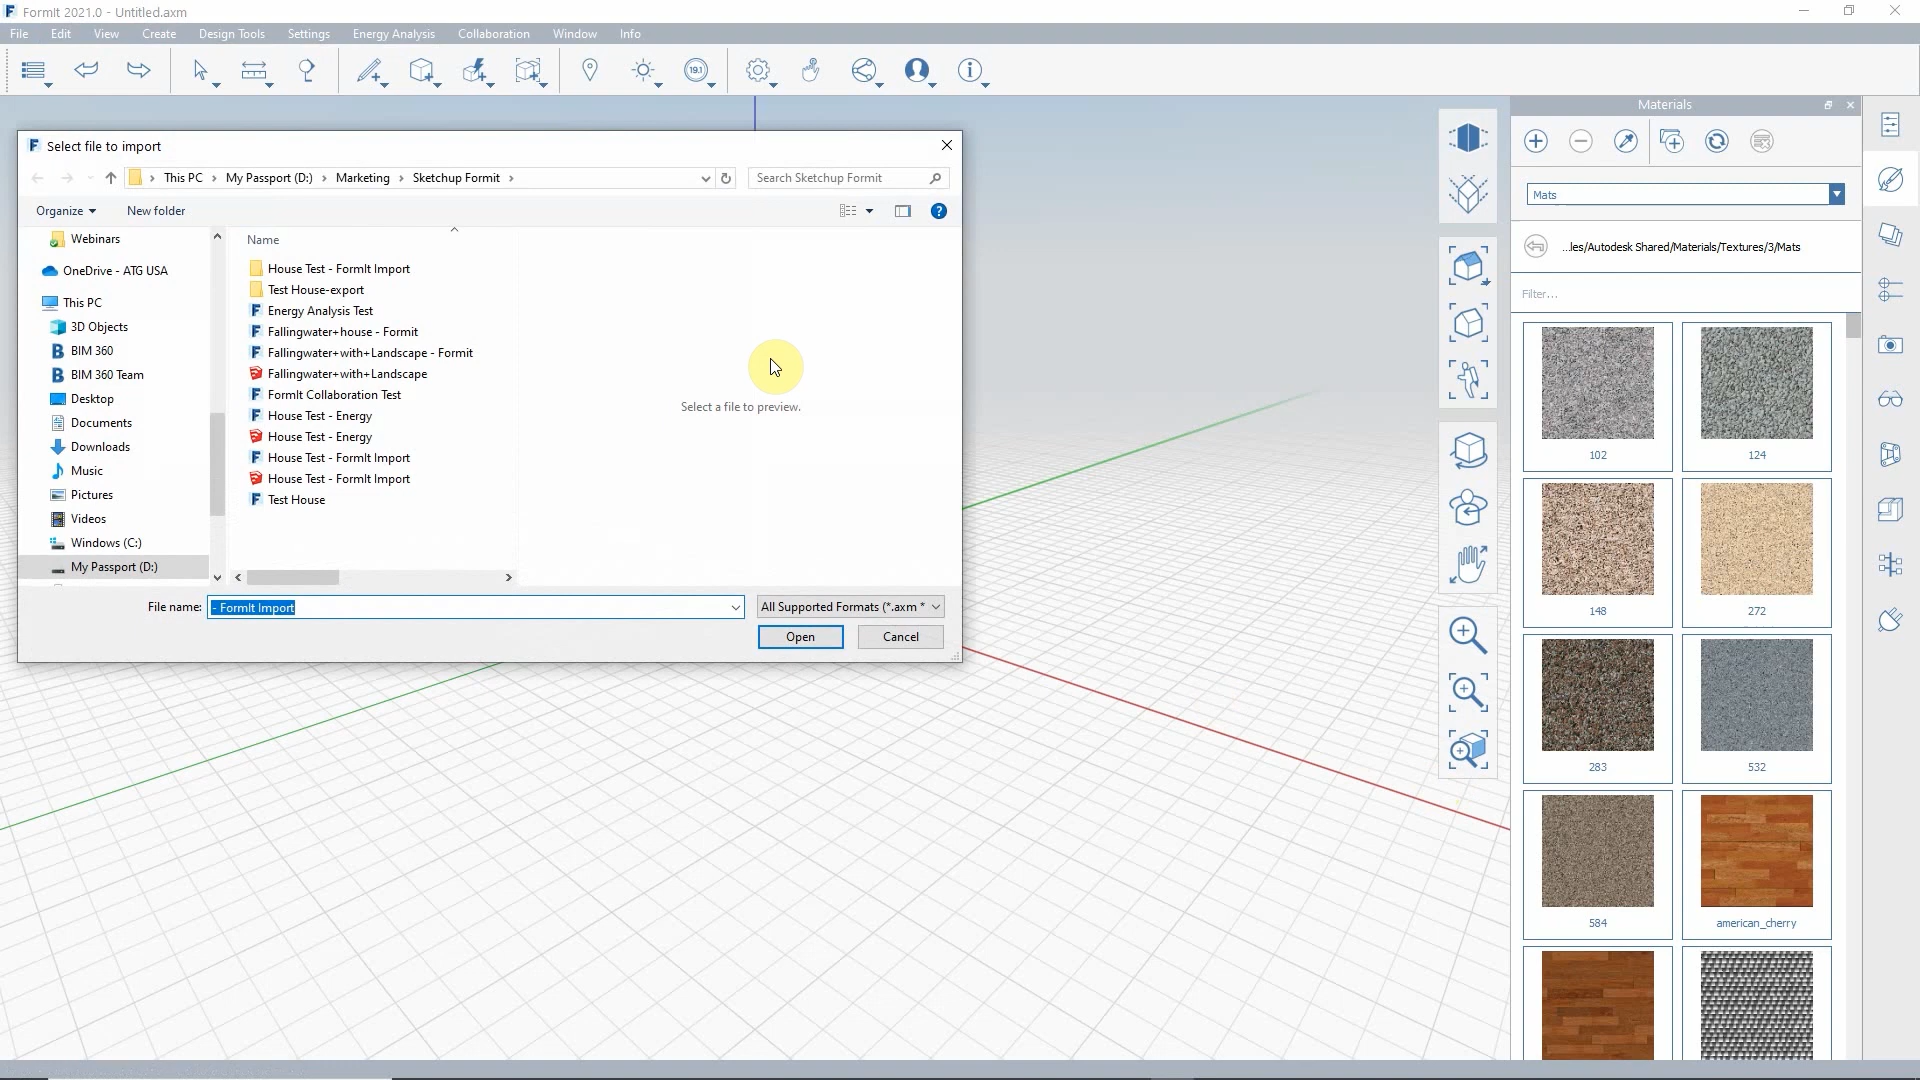 FormIt 2021.0 - Untitled.axm
File Edit View Create Design Tools Settings Energy Analysis Collaboration Window Info
19.1
Select file to import
This PC My Passport (D:) Marketing Sketchup Formit
Search Sketchup Formit
Organize New folder
Webinars
OneDrive - ATG USA
This PC
3D Objects
BIM 360
BIM 360 Team
Desktop
Documents
Downloads
Music
Pictures
Videos
Windows (C:)
My Passport (D:)
Name
House Test - FormIt Import
Test House-export
Energy Analysis Test
Fallingwater+house - Formit
Fallingwater+with+Landscape - Formit
Fallingwater+with+Landscape
FormIt Collaboration Test
House Test - Energy
House Test - Energy
House Test - FormIt Import
House Test - FormIt Import
Test House
Select a file to preview.
File name: - FormIt Import
All Supported Formats (*.axm *
Open Cancel
Materials
Mats
...les/Autodesk Shared/Materials/Textures/3/Mats
Filter...
102 124
148 272
283 532
584 american_cherry